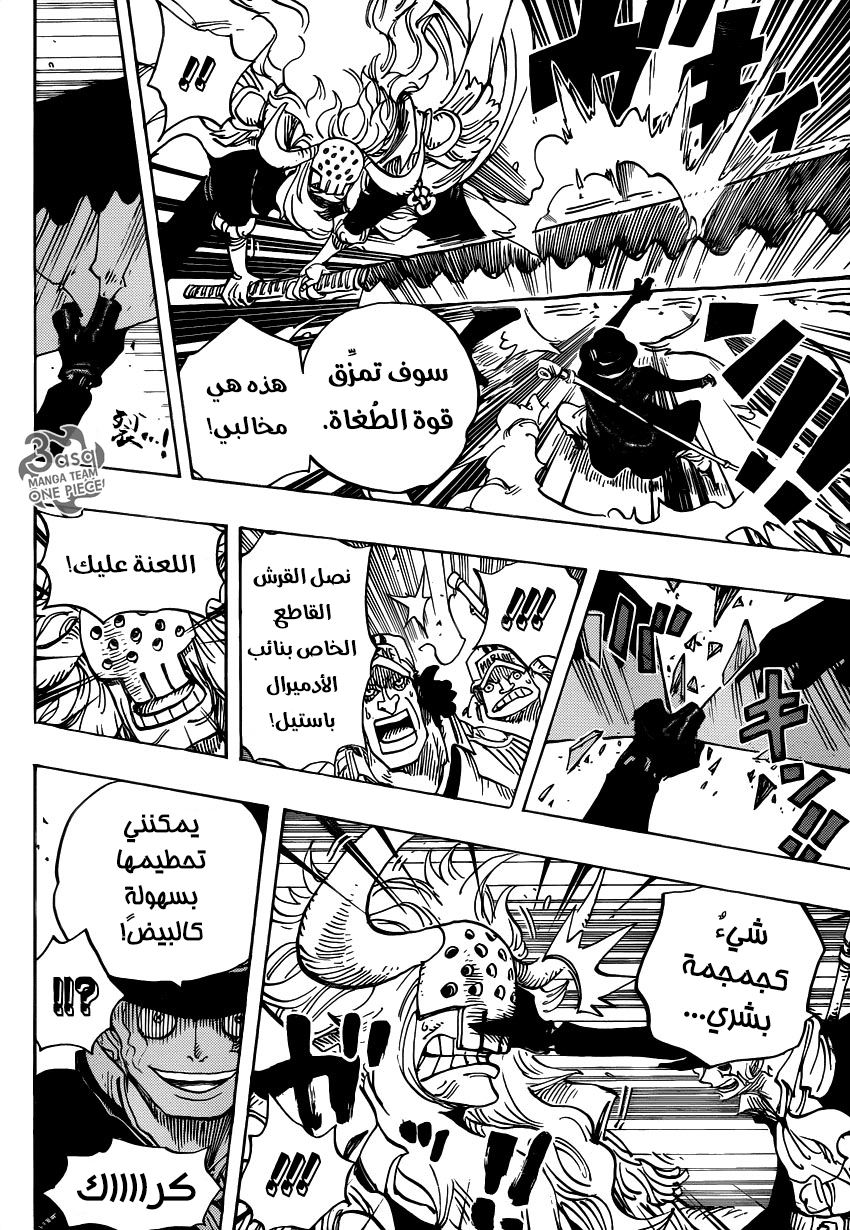 !!!
سوف تمزِّق
قوة الطُغاة.
هذه هي
مخالبي!
3asq
MANGA TEAM
ONE PIECE!
!!!
MARINE
نصل القرش
القاطع
الخاص بنائب
الأدميرال
باستيل!
اللعنة عليك!
شيءٌ
كجمجمة
بشري...
!!!
يمكنني
تحطيمها
بسهولة
كالبيضً!
?!!
كراااااك